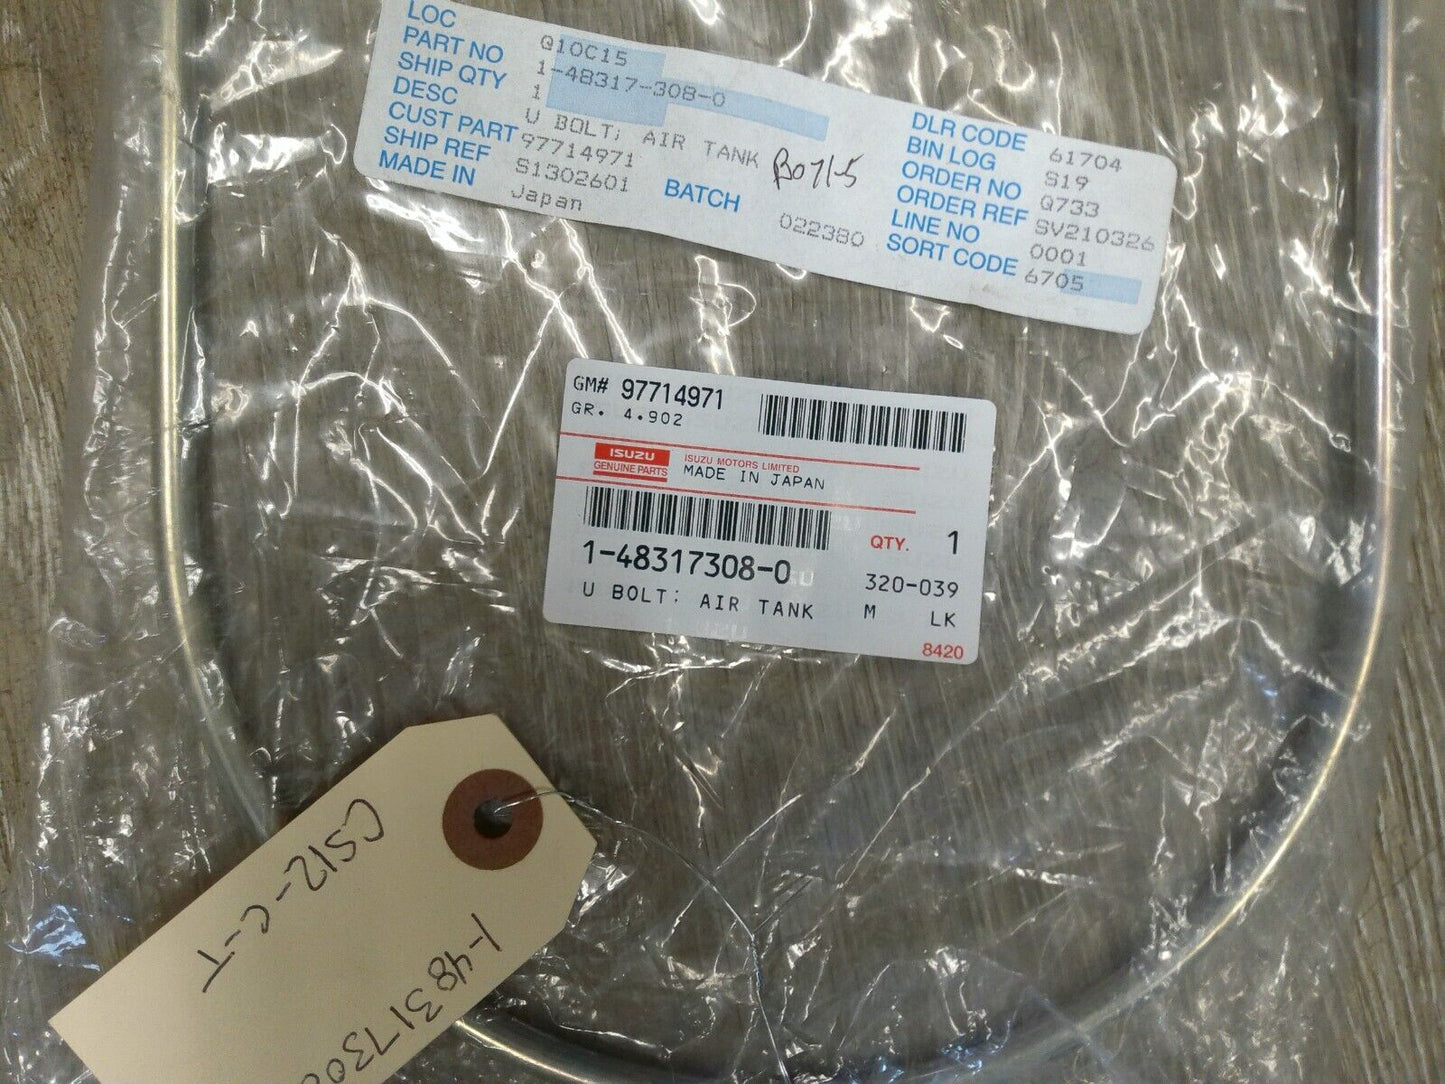 LOC Q10C15
PART NO 1-48317-308-0
SHIP QTY 1
DESC U BOLT; AIR TANK
CUST PART 97714971
SHIP REF S1302601
MADE IN Japan
BATCH 022380
DLR CODE 61704
BIN LOG S19
ORDER NO Q733
ORDER REF SV210326
LINE NO 0001
SORT CODE 6705
GM# 97714971
GR. 4.902
ISUZU
GENUINE PARTS
ISUZU MOTORS LIMITED
MADE IN JAPAN
QTY. 1
1-48317308-0
320-039
U BOLT; AIR TANK M LK
8420
CS12-C-T
1-4831730